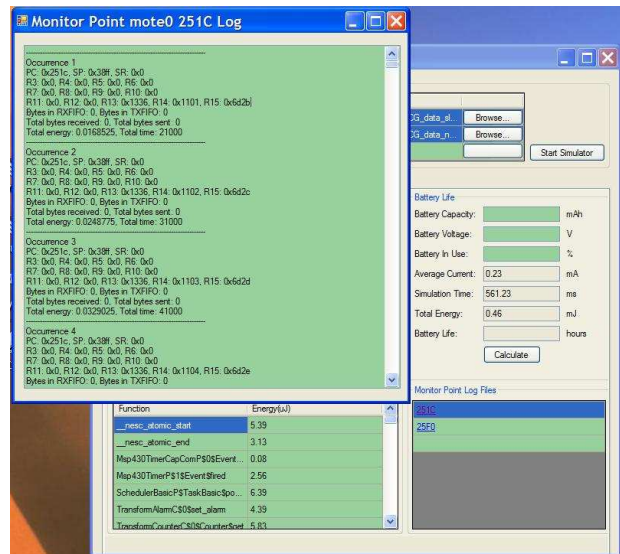 Monitor Point mote0 251C Log
Occurrence 1
PC: 0x251c, SP: 0x38ff, SR: 0x0
R3: 0x0, R4: 0x0, R5: 0x0, R6: 0x0
R7: 0x0, R8: 0x0, R9: 0x0, R10: 0x0
R11: 0x0, R12: 0x0, R13: 0x1336, R14: 0x1101, R15: 0x6d2b
Bytes in RXFIFO: 0, Bytes in TXFIFO: 0
Total bytes received: 0, Total bytes sent: 0
Total energy: 0.0168525, Total time: 21000
Occurrence 2
PC: 0x251c, SP: 0x38ff, SR: 0x0
R3: 0x0, R4: 0x0, R5: 0x0, R6: 0x0
R7: 0x0, R8: 0x0, R9: 0x0, R10: 0x0
R11: 0x0, R12: 0x0, R13: 0x1336, R14: 0x1102, R15: 0x6d2c
Bytes in RXFIFO: 0, Bytes in TXFIFO: 0
Total bytes received: 0, Total bytes sent: 0
Total energy: 0.0248775, Total time: 31000
Occurrence 3
PC: 0x251c, SP: 0x38ff, SR: 0x0
R3: 0x0, R4: 0x0, R5: 0x0, R6: 0x0
R7: 0x0, R8: 0x0, R9: 0x0, R10: 0x0
R11: 0x0, R12: 0x0, R13: 0x1336, R14: 0x1103, R15: 0x6d2d
Bytes in RXFIFO: 0, Bytes in TXFIFO: 0
Total bytes received: 0, Total bytes sent: 0
Total energy: 0.0329025, Total time: 41000
Occurrence 4
PC: 0x251c, SP: 0x38ff, SR: 0x0
R3: 0x0, R4: 0x0, R5: 0x0, R6: 0x0
R7: 0x0, R8: 0x0, R9: 0x0, R10: 0x0
R11: 0x0, R12: 0x0, R13: 0x1336, R14: 0x1104, R15: 0x6d2e
Bytes in RXFIFO: 0, Bytes in TXFIFO: 0
CG_data_sl... Browse...
CG_data_n... Browse...
Start Simulator
Battery Life
Battery Capacity: mAh
Battery Voltage: V
Battery In Use: %
Average Current: 0.23 mA
Simulation Time: 561.23 ms
Total Energy: 0.46 mJ
Battery Life: hours
Calculate
Monitor Point Log Files
251C
25F0
Function Energy(uJ)
__nesc_atomic_start 5.39
__nesc_atomic_end 3.13
Msp430TimerCapComP$0$Event... 0.08
Msp430TimerP$1$Event$fired 2.56
SchedulerBasicP$TaskBasic$po... 6.39
TransformAlarmC$0$set_alarm 4.39
TransformCounterC$0$Counter$get 5.83